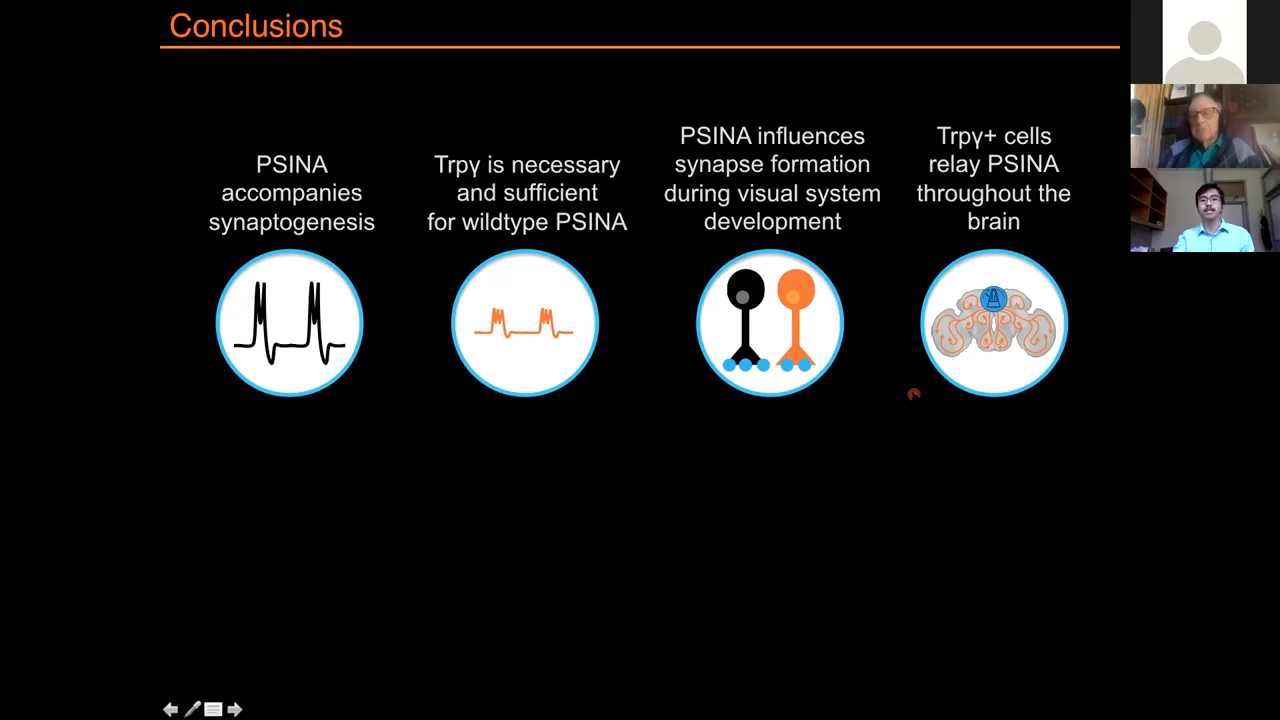 Conclusions
PSINA
accompanies
synaptogenesis
Trpγ is necessary
and sufficient
for wildtype PSINA
PSINA influences
synapse formation
during visual system
development
Trpγ+ cells
relay PSINA
throughout the
brain